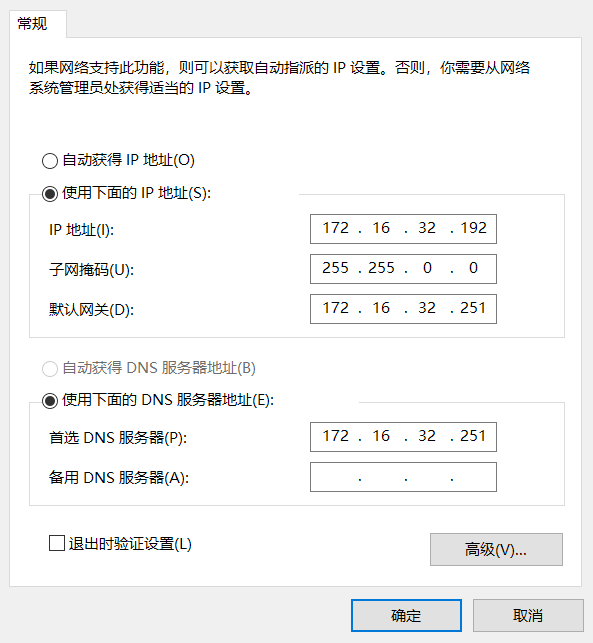 常规
如果网络支持此功能，则可以获取自动指派的 IP 设置。否则，你需要从网络
系统管理员处获得适当的 IP 设置。
自动获得 IP 地址(O)
使用下面的 IP 地址(S):
IP 地址(I): 172 . 16 . 32 . 192
子网掩码(U): 255 . 255 . 0 . 0
默认网关(D): 172 . 16 . 32 . 251
自动获得 DNS 服务器地址(B)
使用下面的 DNS 服务器地址(E):
首选 DNS 服务器(P): 172 . 16 . 32 . 251
备用 DNS 服务器(A): . . .
退出时验证设置(L)
高级(V)...
确定 取消